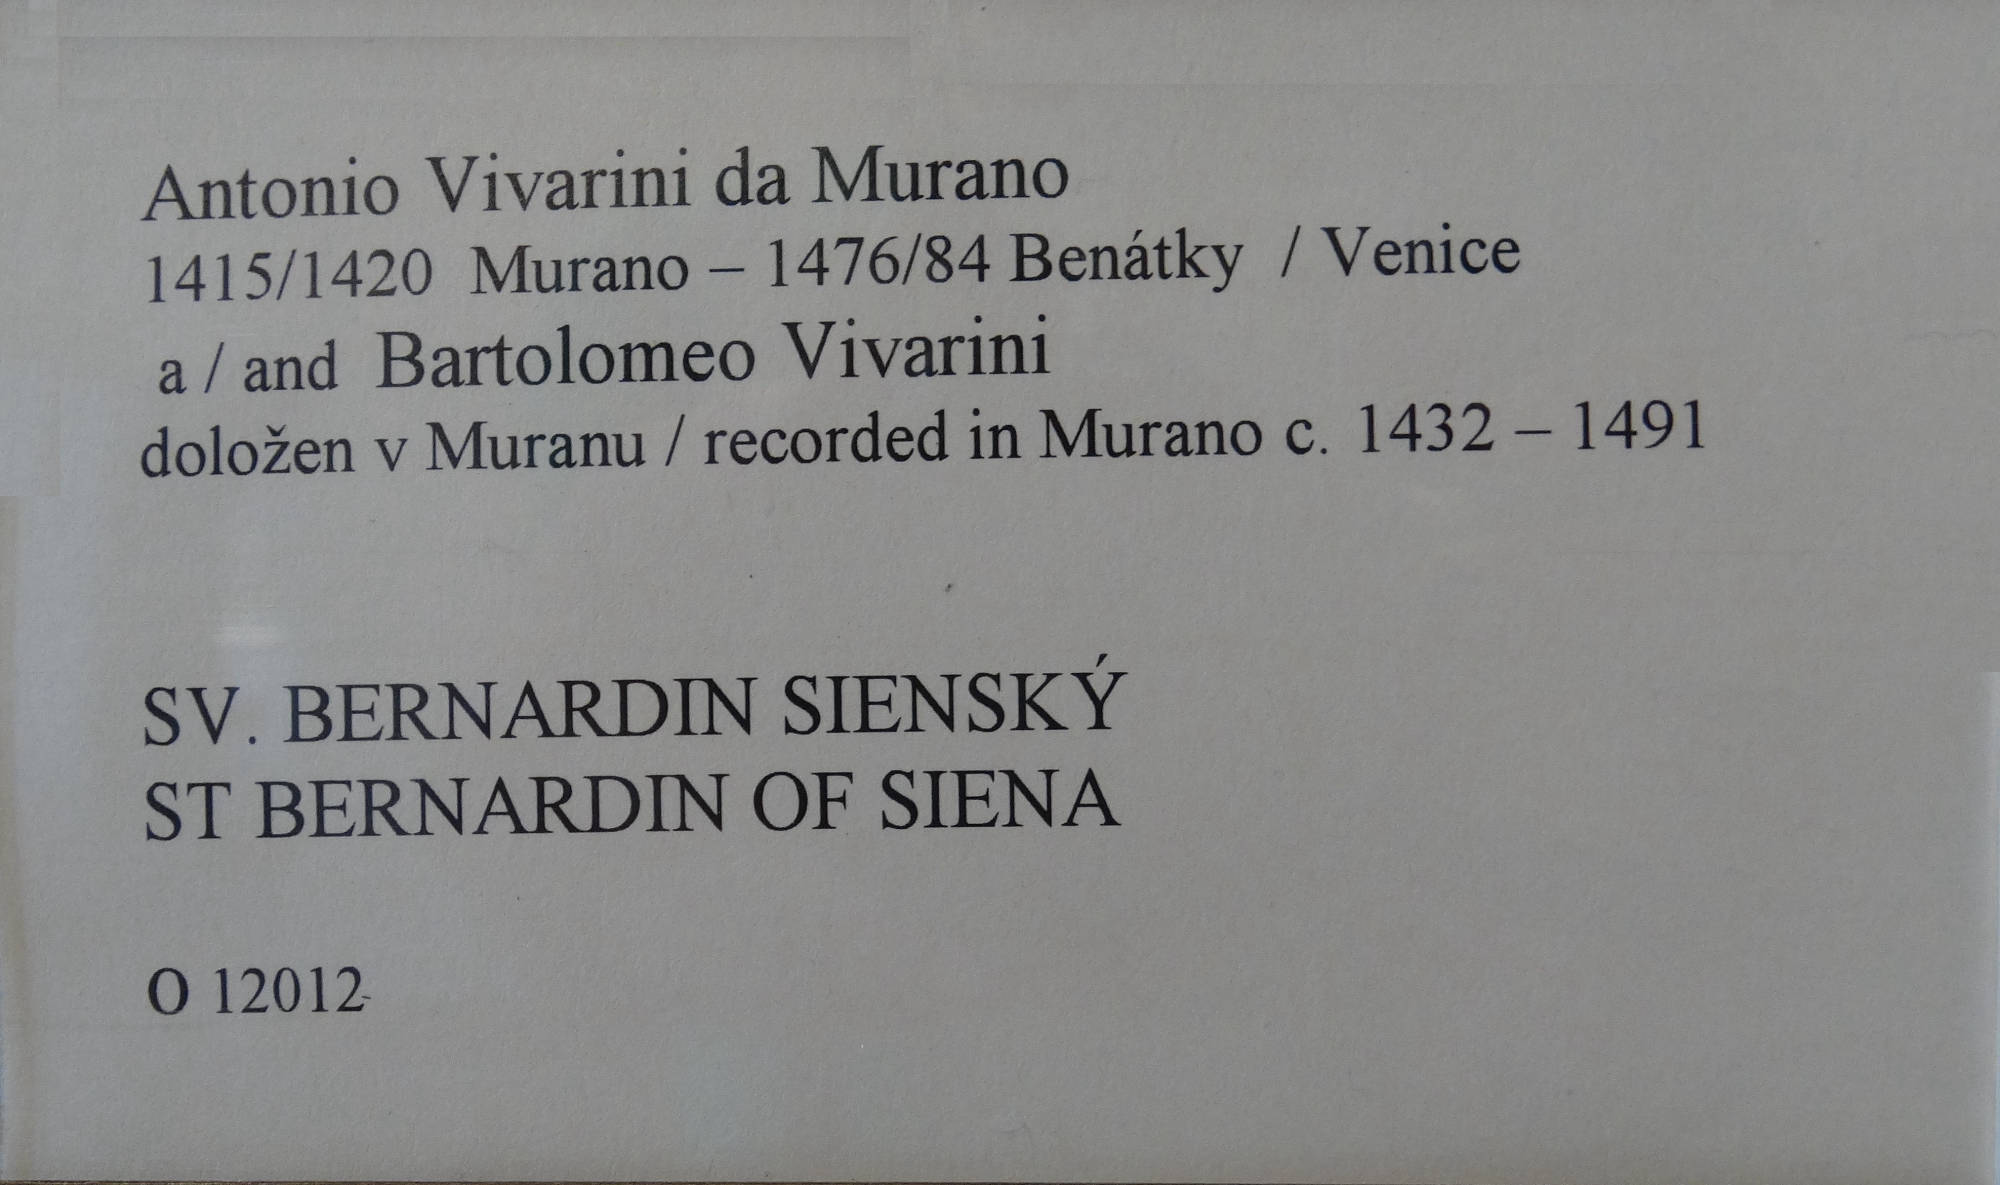 Antonio Vivarini da Murano
1415/1420 Murano – 1476/84 Benátky / Venice
a / and Bartolomeo Vivarini
doložen v Muranu / recorded in Murano c. 1432 – 1491
SV. BERNARDIN SIENSKÝ
ST BERNARDIN OF SIENA
O 12012